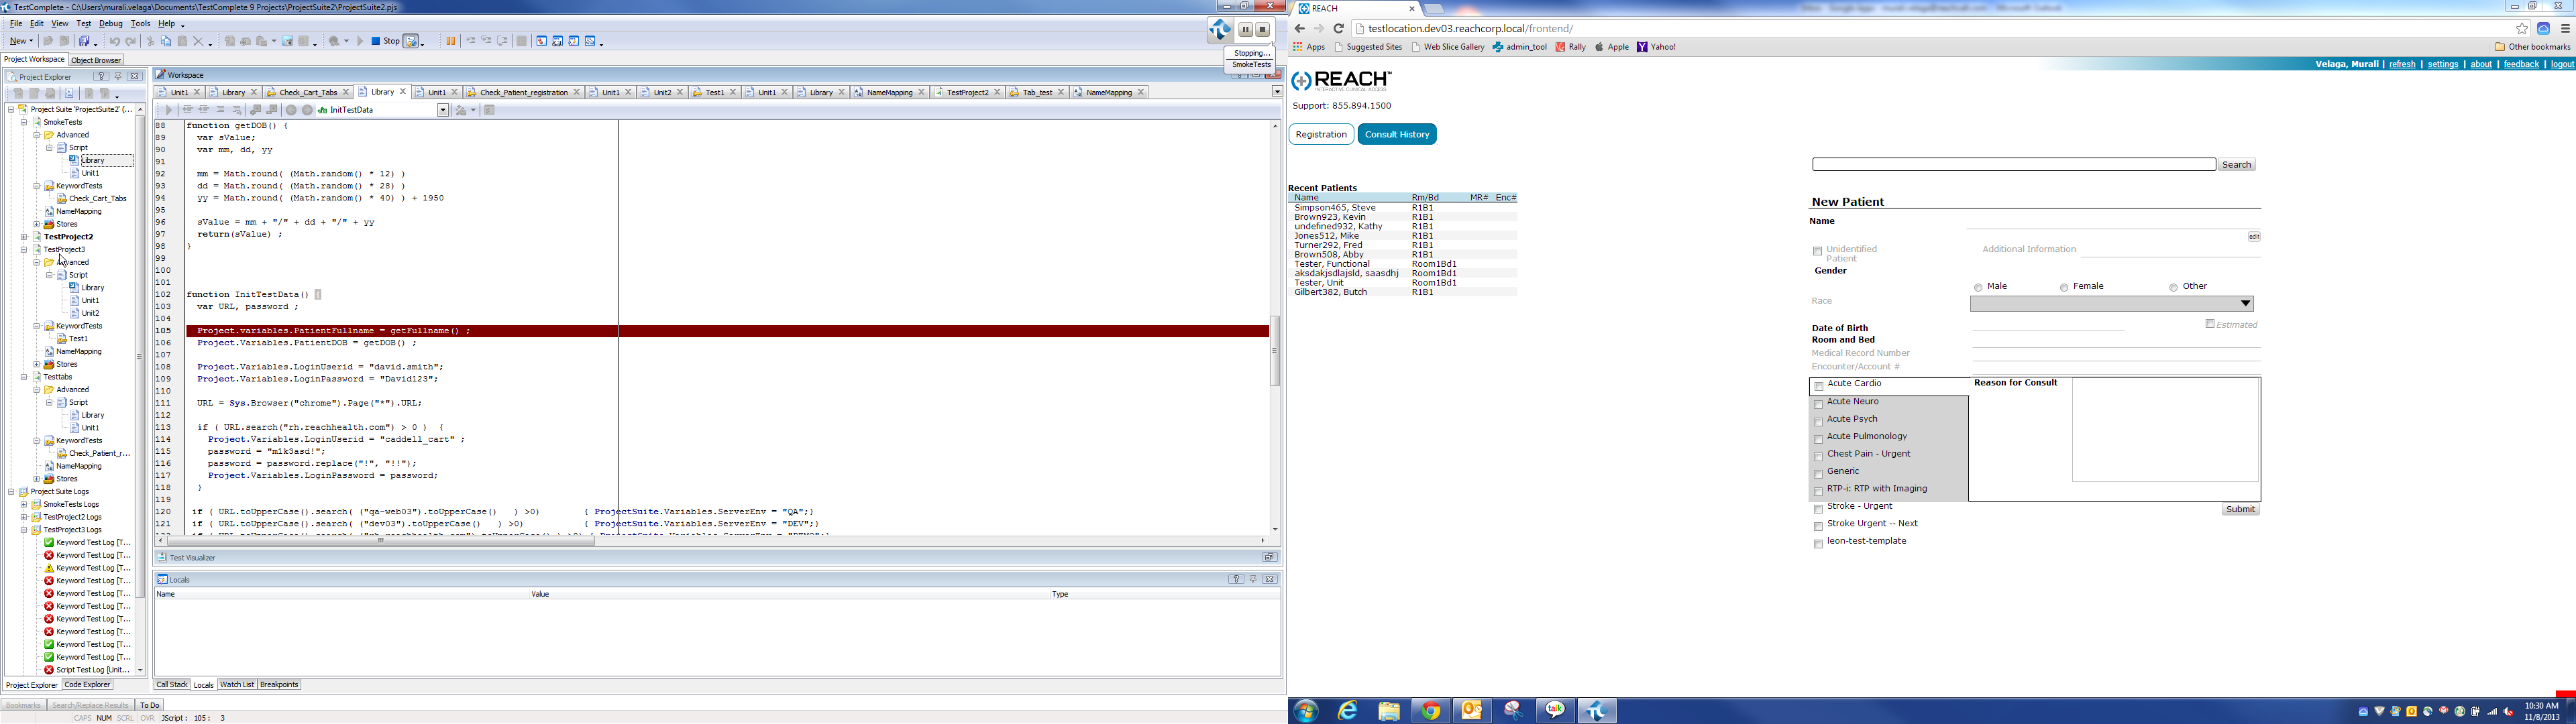 TestComplete - C:\Users\murali.velaga\Documents\TestComplete 9 Projects\ProjectSuite2\ProjectSuite2.pjs
File Edit View Test Debug Tools Help
New Stop
Stopping...
SmokeTests
Project Workspace Object Browser
Project Explorer
Project Suite 'ProjectSuite2' (...
SmokeTests
Advanced
Script
Library
Unit1
KeywordTests
Check_Cart_Tabs
NameMapping
Stores
TestProject2
TestProject3
Advanced
Script
Library
Unit1
Unit2
KeywordTests
Test1
NameMapping
Stores
Testtabs
Advanced
Script
Library
Unit1
KeywordTests
Check_Patient_r...
NameMapping
Stores
Project Suite Logs
SmokeTests Logs
TestProject2 Logs
TestProject3 Logs
Keyword Test Log [T...
Keyword Test Log [T...
Keyword Test Log [T...
Keyword Test Log [T...
Keyword Test Log [T...
Keyword Test Log [T...
Keyword Test Log [T...
Keyword Test Log [T...
Keyword Test Log [T...
Keyword Test Log [T...
Script Test Log [Unit...
Project Explorer Code Explorer
Workspace
Unit1 Library Check_Cart_Tabs Library Unit1 Check_Patient_registration Unit1 Unit2 Test1 Unit1 Library NameMapping TestProject2 Tab_test NameMapping
InitTestData
88 function getDOB() {
89 var sValue;
90 var mm, dd, yy
91
92 mm = Math.round( (Math.random() * 12) )
93 dd = Math.round( (Math.random() * 28) )
94 yy = Math.round( (Math.random() * 40) ) + 1950
95
96 sValue = mm + "/" + dd + "/" + yy
97 return(sValue) ;
98 }
99
100
101
102 function InitTestData() {
103 var URL, password ;
104
105 Project.variables.PatientFullname = getFullname() ;
106 Project.Variables.PatientDOB = getDOB() ;
107
108 Project.Variables.LoginUserid = "david.smith";
109 Project.Variables.LoginPassword = "David123";
110
111 URL = Sys.Browser("chrome").Page("*").URL;
112
113 if ( URL.search("rh.reachhealth.com") > 0 ) {
114 Project.Variables.LoginUserid = "caddell_cart" ;
115 password = "m1k3asd!";
116 password = password.replace("!", "!!");
117 Project.Variables.LoginPassword = password;
118 }
119
120 if ( URL.toUpperCase().search( ("qa-web03").toUpperCase() ) >0) { ProjectSuite.Variables.ServerEnv = "QA";}
121 if ( URL.toUpperCase().search( ("dev03").toUpperCase() ) >0) { ProjectSuite.Variables.ServerEnv = "DEV";}
Test Visualizer
Locals
Name Value Type
Call Stack Locals Watch List Breakpoints
Bookmarks Search/Replace Results To Do
CAPS NUM SCRL OVR JScript : 105 : 3
REACH
testlocation.dev03.reachcorp.local/frontend/
Apps Suggested Sites Web Slice Gallery admin_tool Rally Apple Yahoo! Other bookmarks
Velaga, Murali | refresh | settings | about | feedback | logout
REACH™
INTERACTIVE CLINICAL ACCESS
Support: 855.894.1500
Registration Consult History
Search
Recent Patients
Name Rm/Bd MR# Enc#
Simpson465, Steve R1B1
Brown923, Kevin R1B1
undefined932, Kathy R1B1
Jones512, Mike R1B1
Turner292, Fred R1B1
Brown508, Abby R1B1
Tester, Functional Room1Bd1
aksdakjsdlajsld, saasdhj Room1Bd1
Tester, Unit Room1Bd1
Gilbert382, Butch R1B1
New Patient
Name
edit
Unidentified Patient Additional Information
Gender
Male Female Other
Race
Date of Birth Estimated
Room and Bed
Medical Record Number
Encounter/Account #
Acute Cardio Reason for Consult
Acute Neuro
Acute Psych
Acute Pulmonology
Chest Pain - Urgent
Generic
RTP-i: RTP with Imaging
Stroke - Urgent Submit
Stroke Urgent -- Next
leon-test-template
talk
10:30 AM
11/8/2013